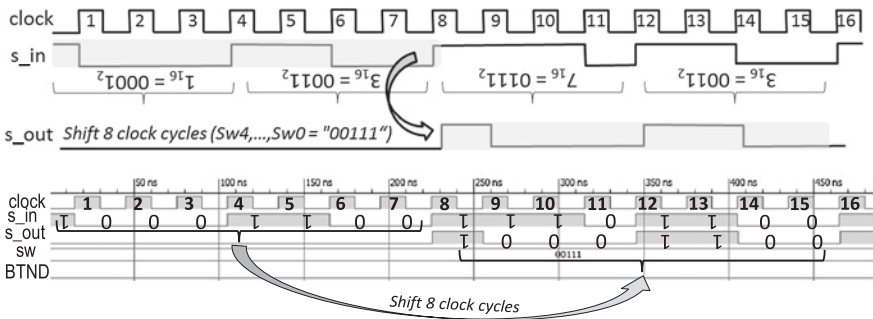 clock 1 2 3 4 5 6 7 8 9 10 11 12 13 14 15 16
s_in
1₁₆ = 0001₂ 3₁₆ = 0011₂ 7₁₆ = 0111₂ 3₁₆ = 0011₂
s_out Shift 8 clock cycles (Sw4,...,Sw0 = "00111")
50 ns 100 ns 150 ns 200 ns 250 ns 300 ns 350 ns 400 ns 450 ns
clock 1 2 3 4 5 6 7 8 9 10 11 12 13 14 15 16
s_in 1 0 0 0 1 1 0 0 1 1 1 0 1 1 0 0
s_out 1 0 0 0 1 1 0 0
sw 00111
BTND
Shift 8 clock cycles